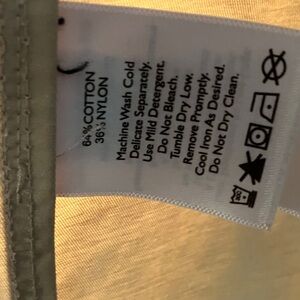 64% COTTON
36% NYLON
Machine Wash Cold
Delicate Separately.
Use Mild Detergent.
Do Not Bleach.
Tumble Dry Low.
Remove Promptly.
Cool Iron As Desired.
Do Not Dry Clean.